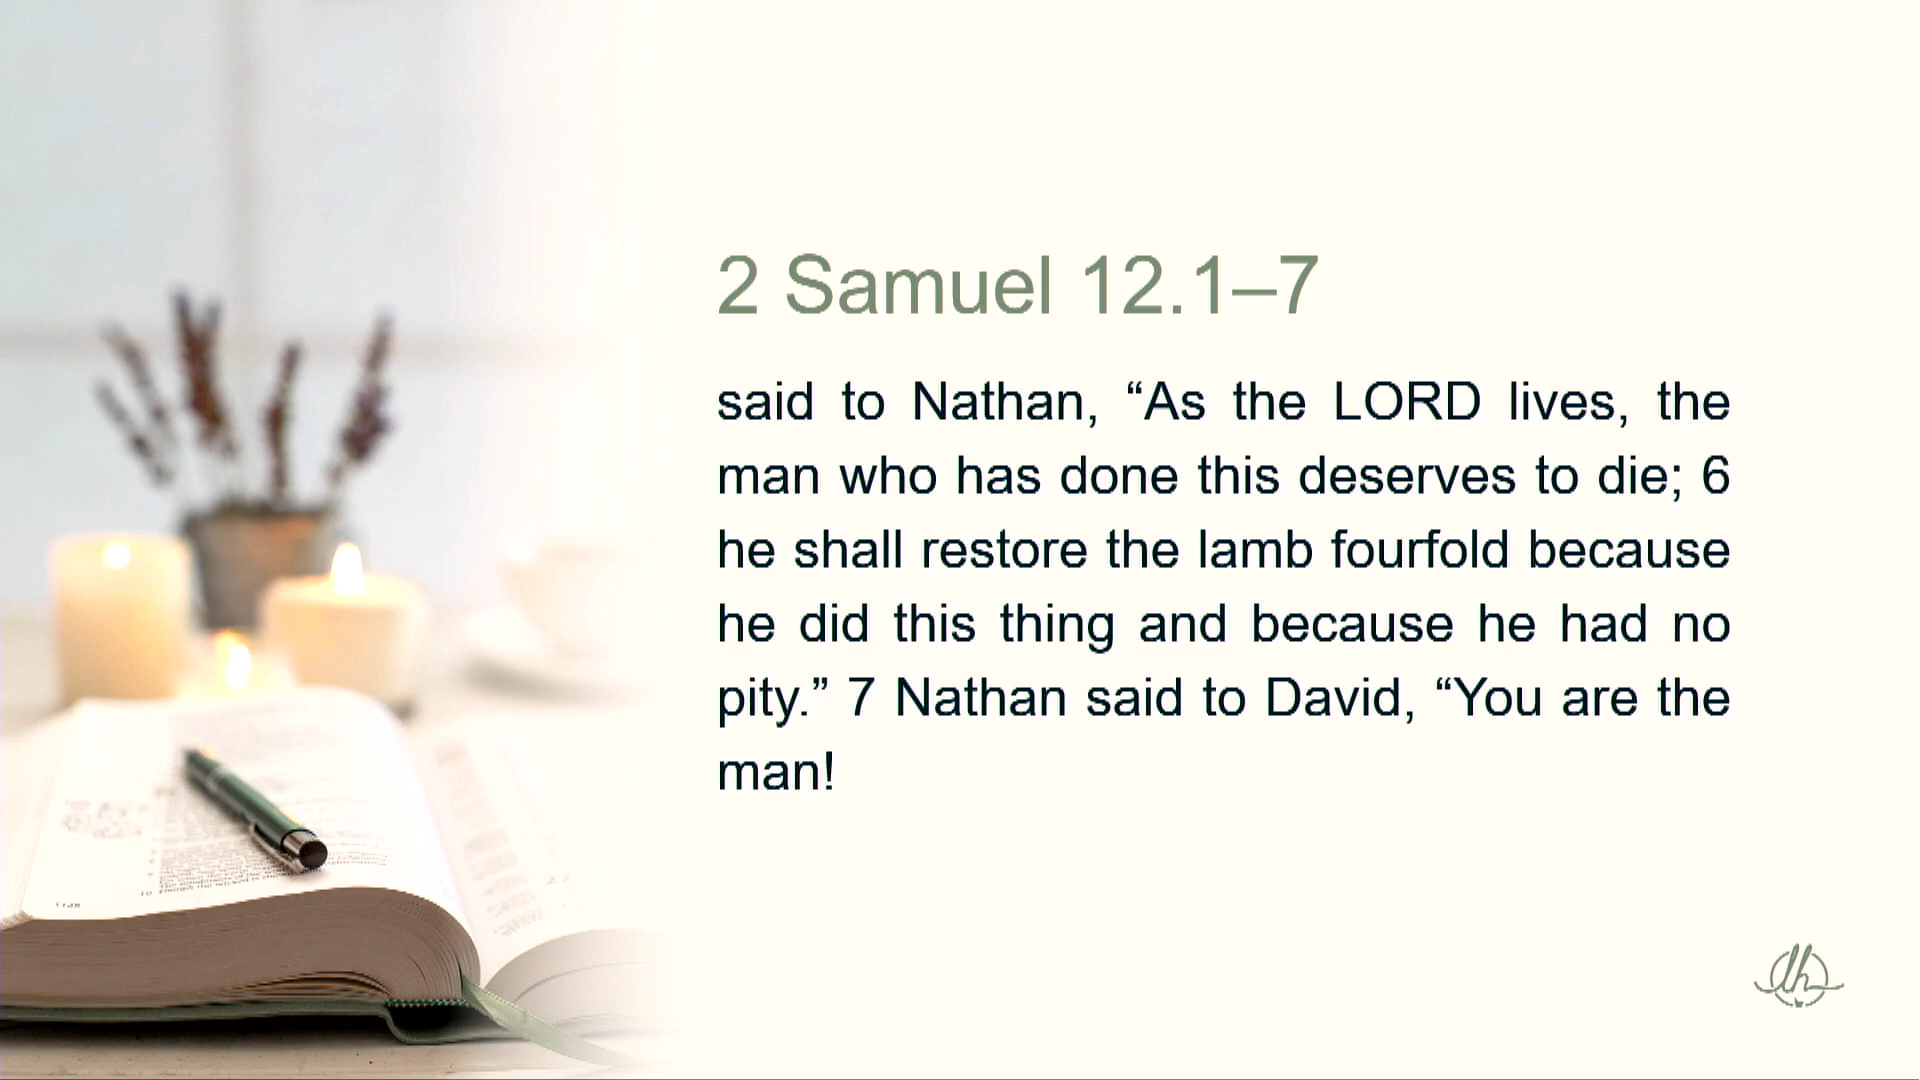 2 Samuel 12.1–7
said to Nathan, “As the LORD lives, the
man who has done this deserves to die; 6
he shall restore the lamb fourfold because
he did this thing and because he had no
pity.” 7 Nathan said to David, “You are the
man!
lh